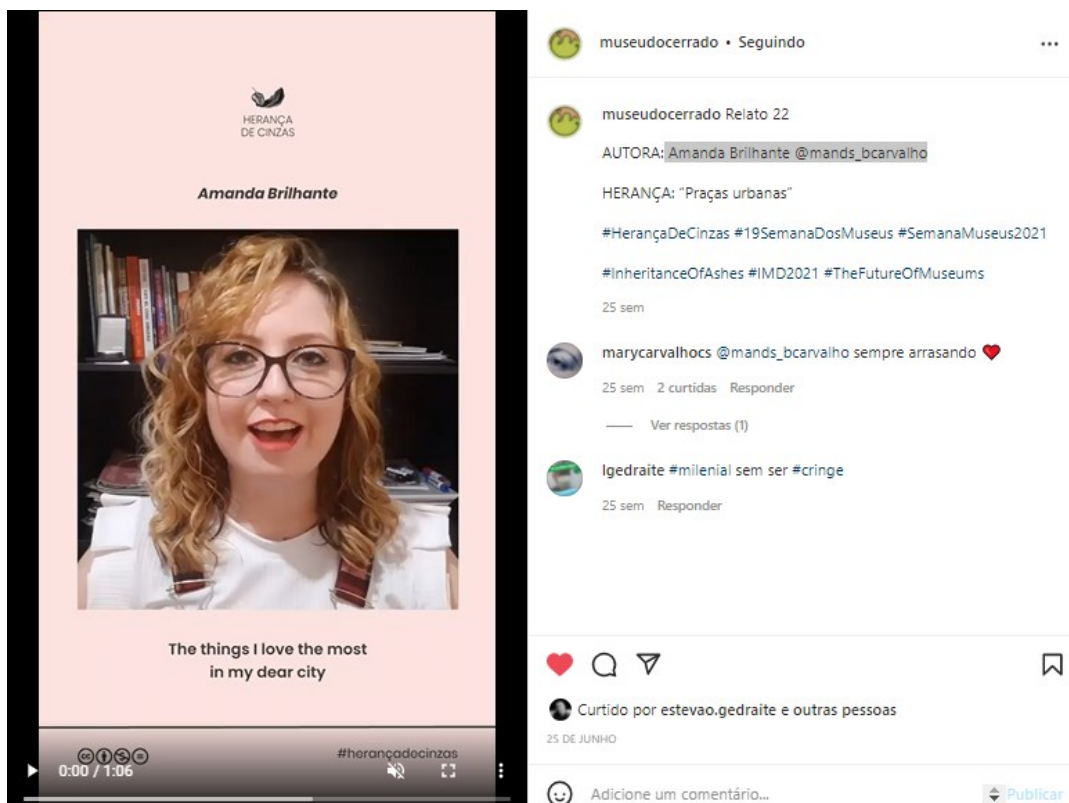 HERANÇA
DE CINZAS
Amanda Brilhante
The things I love the most
in my dear city
#herançadecinzas
cc
0:00 / 1:06
museudocerrado • Seguindo
museudocerrado Relato 22
AUTORA: Amanda Brilhante @mands_bcarvalho
HERANÇA: “Praças urbanas”
#HerançaDeCinzas #19SemanaDosMuseus #SemanaMuseus2021
#InheritanceOfAshes #IMD2021 #TheFutureOfMuseums
25 sem
marycarvalhocs @mands_bcarvalho sempre arrasando ❤
25 sem 2 curtidas Responder
Ver respostas (1)
lgedraite #milenial sem ser #cringe
25 sem Responder
Curtido por estevao.gedraite e outras pessoas
25 DE JUNHO
Adicione um comentário...
Publicar